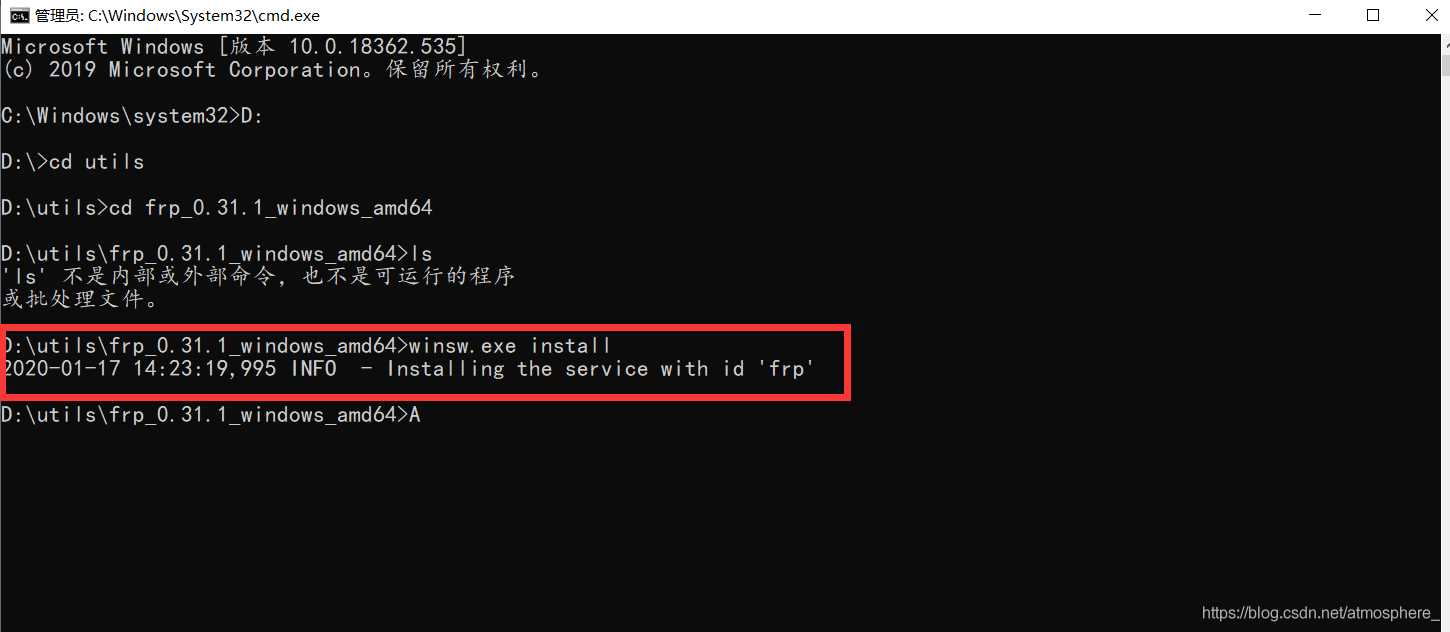 管理员: C:\Windows\System32\cmd.exe
Microsoft Windows [版本 10.0.18362.535]
(c) 2019 Microsoft Corporation。保留所有权利。
C:\Windows\system32>D:
D:\>cd utils
D:\utils>cd frp_0.31.1_windows_amd64
D:\utils\frp_0.31.1_windows_amd64>ls
'ls' 不是内部或外部命令，也不是可运行的程序
或批处理文件。
D:\utils\frp_0.31.1_windows_amd64>winsw.exe install
2020-01-17 14:23:19,995 INFO  - Installing the service with id 'frp'
D:\utils\frp_0.31.1_windows_amd64>A
https://blog.csdn.net/atmosphere_